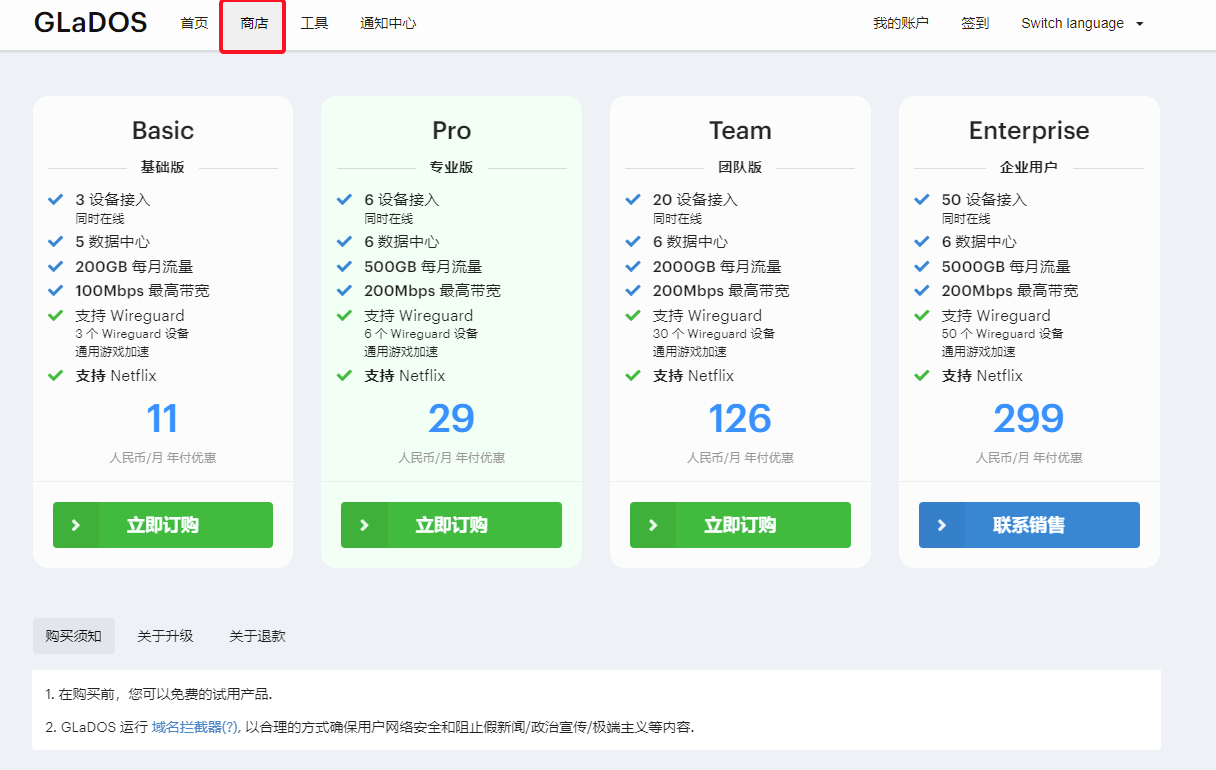 GLaDOS 首页 商店 工具 通知中心 我的账户 签到 Switch language
Basic
基础版
3 设备接入
同时在线
5 数据中心
200GB 每月流量
100Mbps 最高带宽
支持 Wireguard
3 个 Wireguard 设备
通用游戏加速
支持 Netflix
11
人民币/月 年付优惠
立即订购
Pro
专业版
6 设备接入
同时在线
6 数据中心
500GB 每月流量
200Mbps 最高带宽
支持 Wireguard
6 个 Wireguard 设备
通用游戏加速
支持 Netflix
29
人民币/月 年付优惠
立即订购
Team
团队版
20 设备接入
同时在线
6 数据中心
2000GB 每月流量
200Mbps 最高带宽
支持 Wireguard
30 个 Wireguard 设备
通用游戏加速
支持 Netflix
126
人民币/月 年付优惠
立即订购
Enterprise
企业用户
50 设备接入
同时在线
6 数据中心
5000GB 每月流量
200Mbps 最高带宽
支持 Wireguard
50 个 Wireguard 设备
通用游戏加速
支持 Netflix
299
人民币/月 年付优惠
联系销售
购买须知 关于升级 关于退款
1. 在购买前，您可以免费的试用产品.
2. GLaDOS 运行 域名拦截器(?), 以合理的方式确保用户网络安全和阻止假新闻/政治宣传/极端主义等内容.